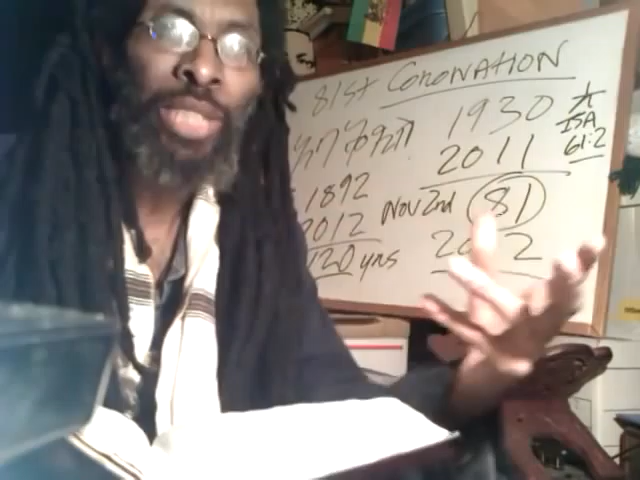 81st CORONATION
1930
2011
ISA
61:2
1892
2012
120 yrs
Nov 2nd 81